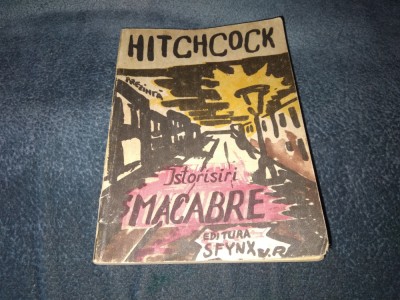 HITCHCOCK
PREZINTĂ
Istorisiri
MACABRE
EDITURA
SFYNX V.R